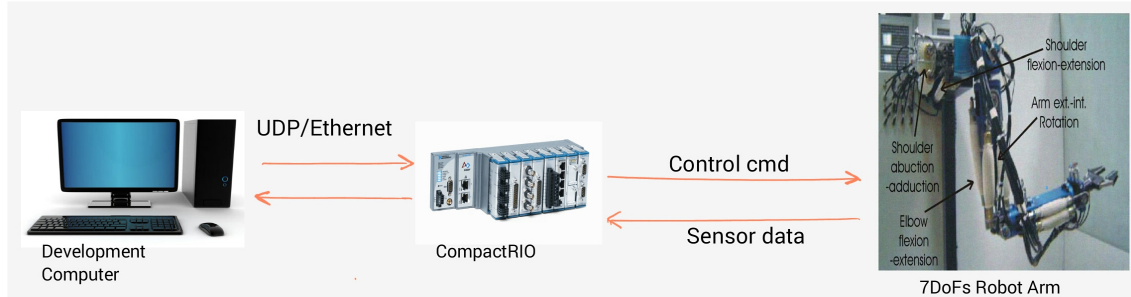 UDP/Ethernet
Development
Computer
CompactRIO
Control cmd
Sensor data
Shoulder
flexion-extension
Arm ext.-int.
Rotation
Shoulder
abuction
-adduction
Elbow
flexion
-extension
7DoFs Robot Arm